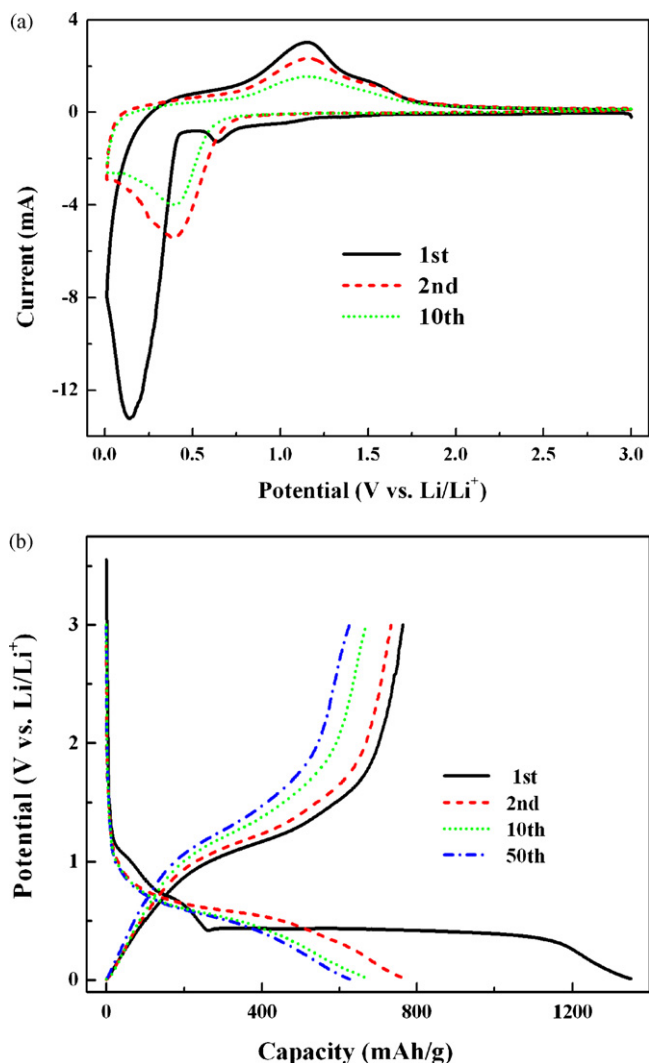 (a)
4
0
-4
-8
-12
Current (mA)
1st
2nd
10th
0.0 0.5 1.0 1.5 2.0 2.5 3.0
Potential (V vs. Li/Li⁺)
(b)
3
2
1
0
Potential (V vs. Li/Li⁺)
1st
2nd
10th
50th
0 400 800 1200
Capacity (mAh/g)